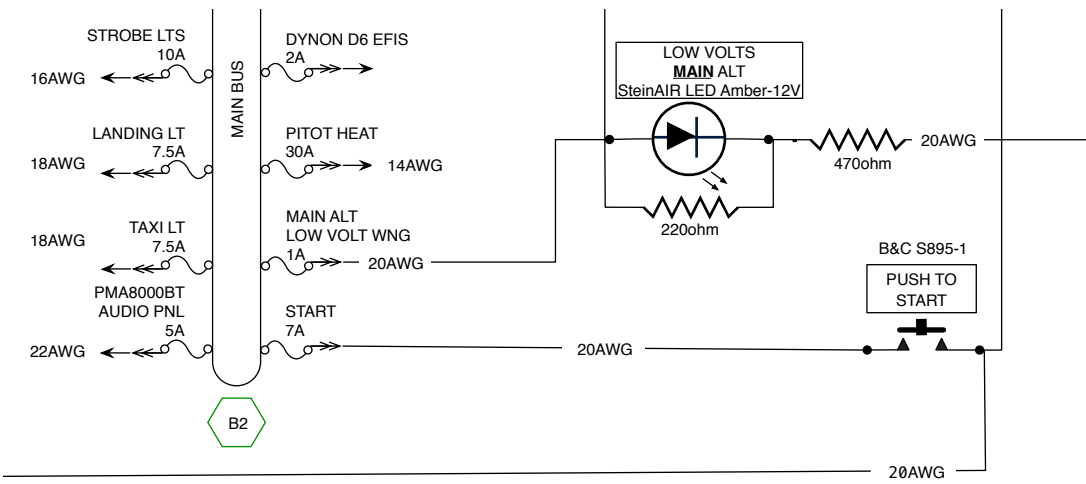 STROBE LTS
10A
16AWG
LANDING LT
7.5A
18AWG
TAXI LT
18AWG
7.5A
PMA8000BT
AUDIO PNL
5A
22AWG
MAIN BUS
B2
DYNON D6 EFIS
2A
PITOT HEAT
30A
14AWG
MAIN ALT
LOW VOLT WNG
1A
20AWG
START
7A
20AWG
LOW VOLTS
MAIN ALT
SteinAIR LED Amber-12V
220ohm
470ohm
20AWG
B&C S895-1
PUSH TO
START
20AWG